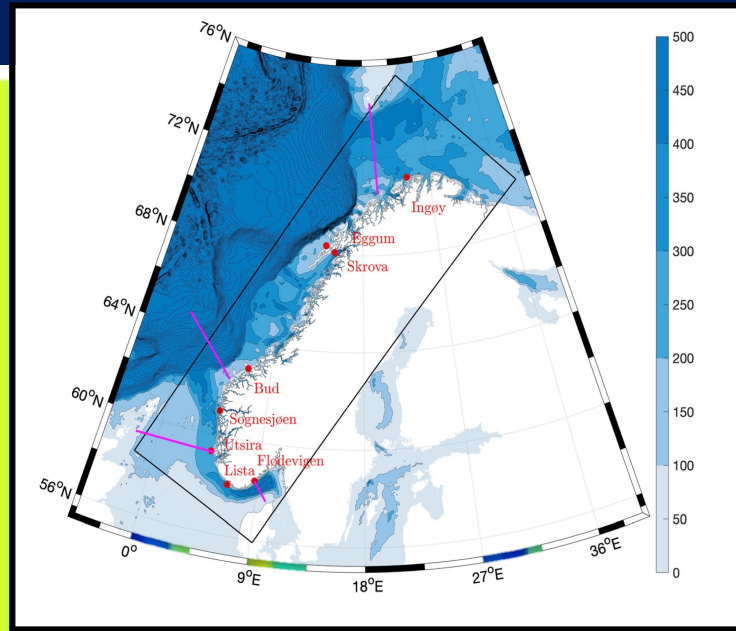 76°N
72°N
68°N
64°N
60°N
56°N
0°
9°E
18°E
27°E
36°E
Ingøy
Eggum
Skrova
Bud
Sognesjøen
Utsira
Lista
Flødevigen
500
450
400
350
300
250
200
150
100
50
0